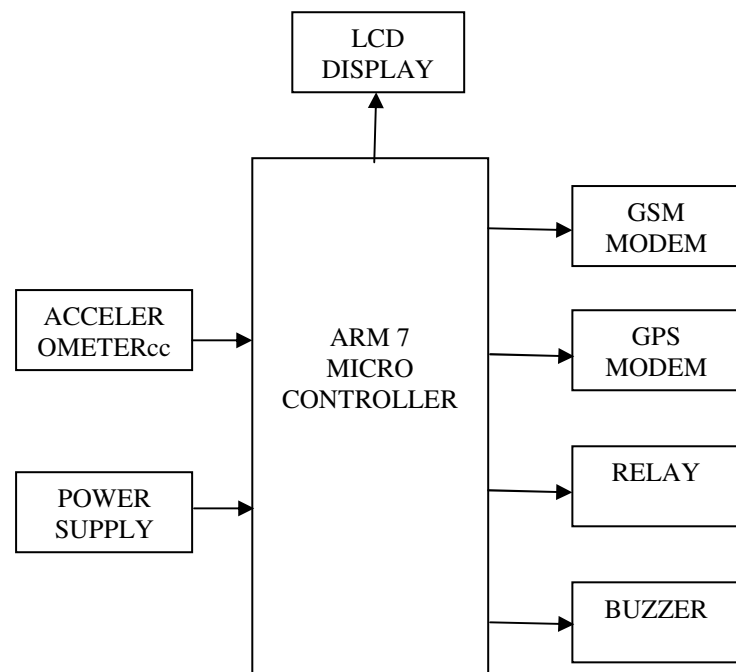 LCD
DISPLAY
GSM
MODEM
ACCELER
OMETERcc
ARM 7
MICRO
CONTROLLER
GPS
MODEM
POWER
SUPPLY
RELAY
BUZZER